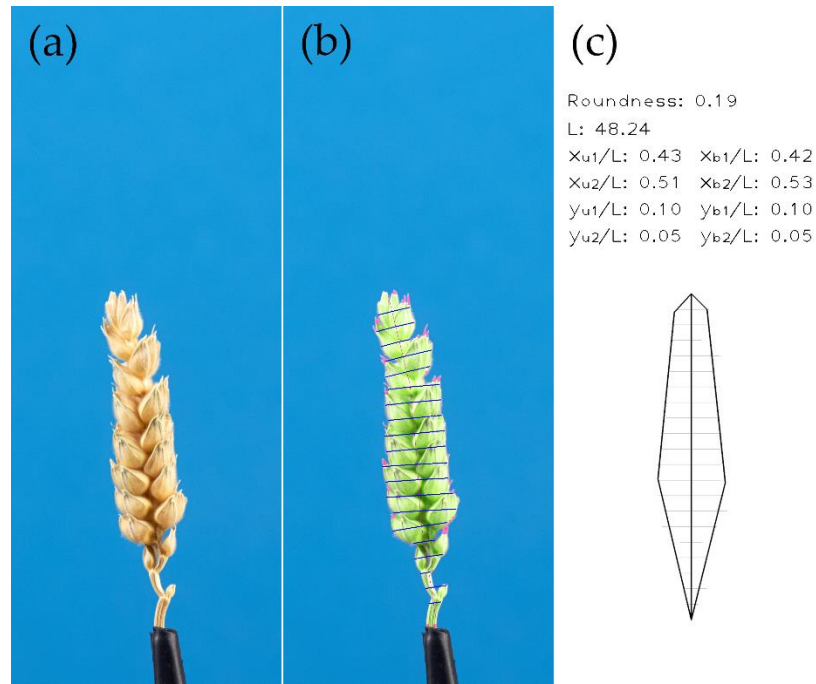 (a) (b) (c)
Roundness: 0.19
L: 48.24
xu1/L: 0.43 xb1/L: 0.42
xu2/L: 0.51 xb2/L: 0.53
yu1/L: 0.10 yb1/L: 0.10
yu2/L: 0.05 yb2/L: 0.05